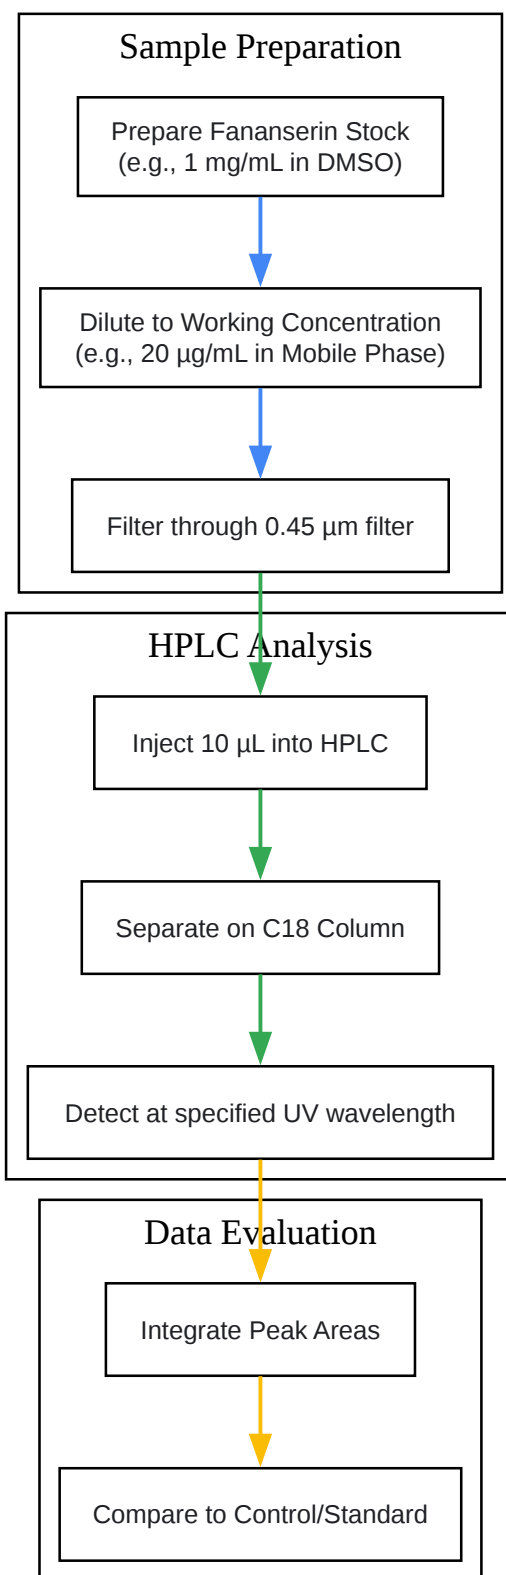 Sample Preparation
Prepare Fananserin Stock
(e.g., 1 mg/mL in DMSO)
Dilute to Working Concentration
(e.g., 20 µg/mL in Mobile Phase)
Filter through 0.45 µm filter
HPLC Analysis
Inject 10 µL into HPLC
Separate on C18 Column
Detect at specified UV wavelength
Data Evaluation
Integrate Peak Areas
Compare to Control/Standard